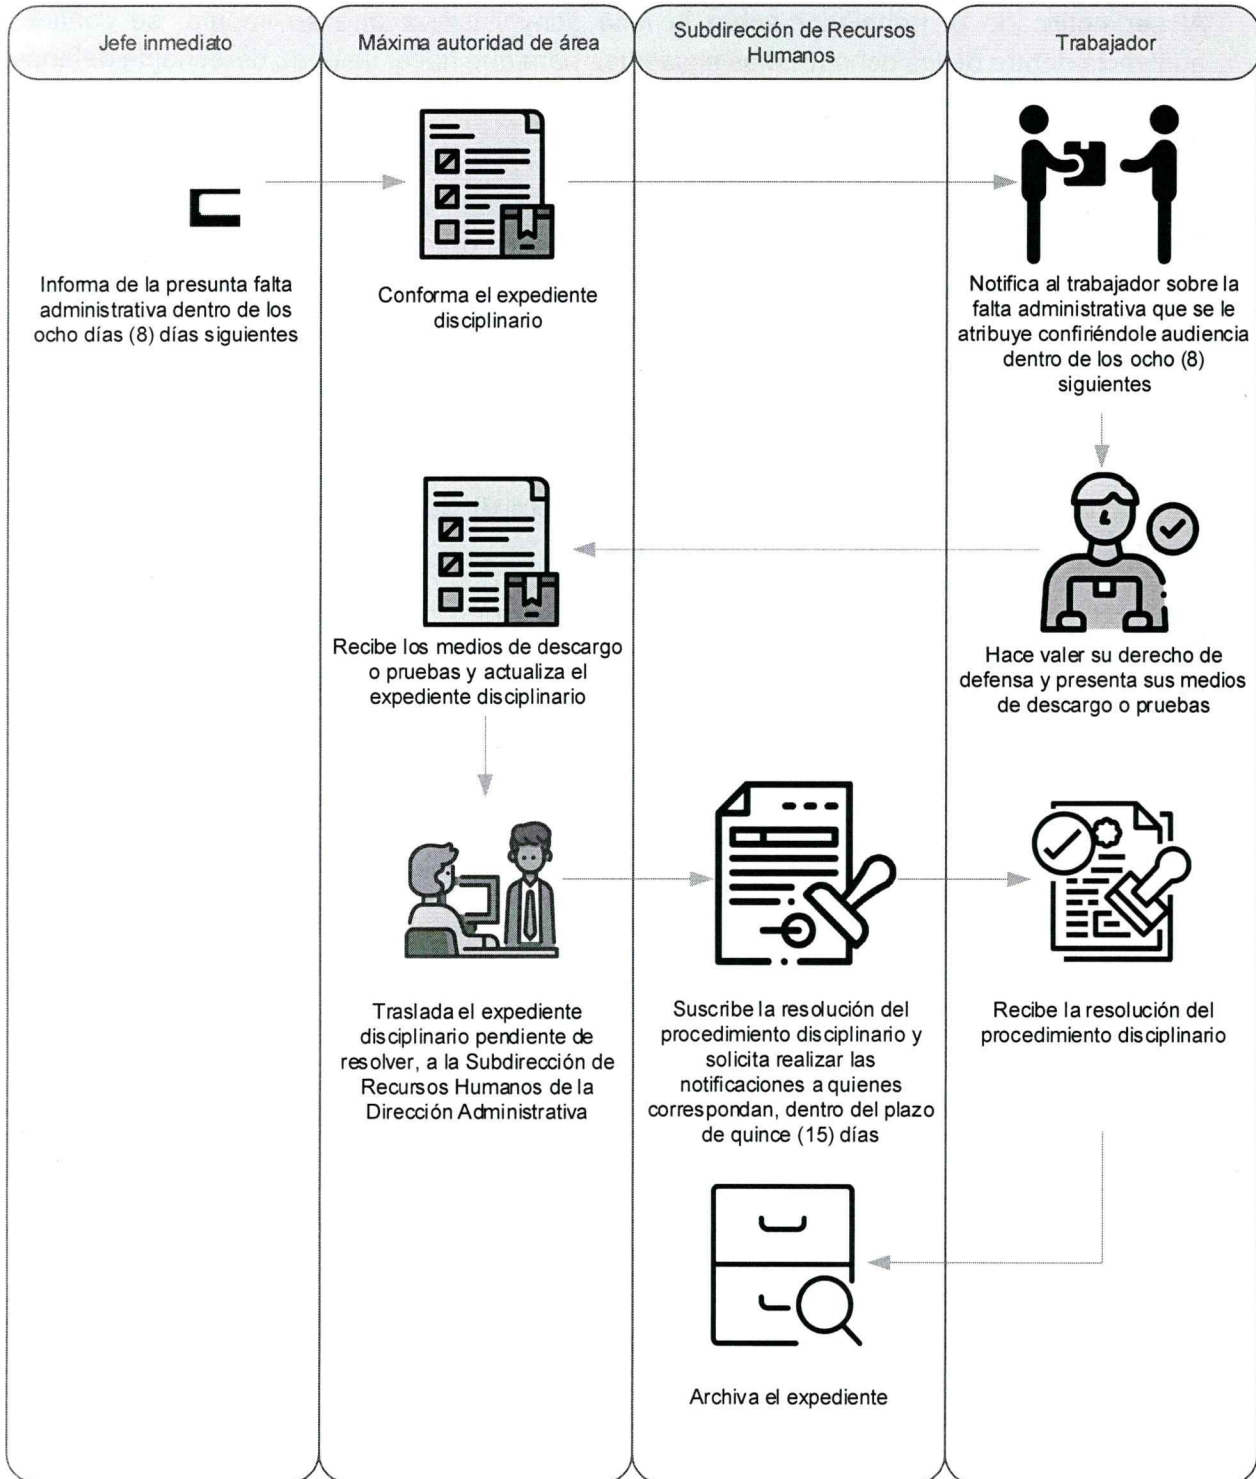 Jefe inmediato
Máxima autoridad de área
Subdirección de Recursos
Humanos
Trabajador
Informa de la presunta falta
administrativa dentro de los
ocho días (8) días siguientes
Conforma el expediente
disciplinario
Notifica al trabajador sobre la
falta administrativa que se le
atribuye confiriéndole audiencia
dentro de los ocho (8)
siguientes
Recibe los medios de descargo
o pruebas y actualiza el
expediente disciplinario
Hace valer su derecho de
defensa y presenta sus medios
de descargo o pruebas
Traslada el expediente
disciplinario pendiente de
resolver, a la Subdirección de
Recursos Humanos de la
Dirección Administrativa
Suscribe la resolución del
procedimiento disciplinario y
solicita realizar las
notificaciones a quienes
correspondan, dentro del plazo
de quince (15) días
Recibe la resolución del
procedimiento disciplinario
Archiva el expediente